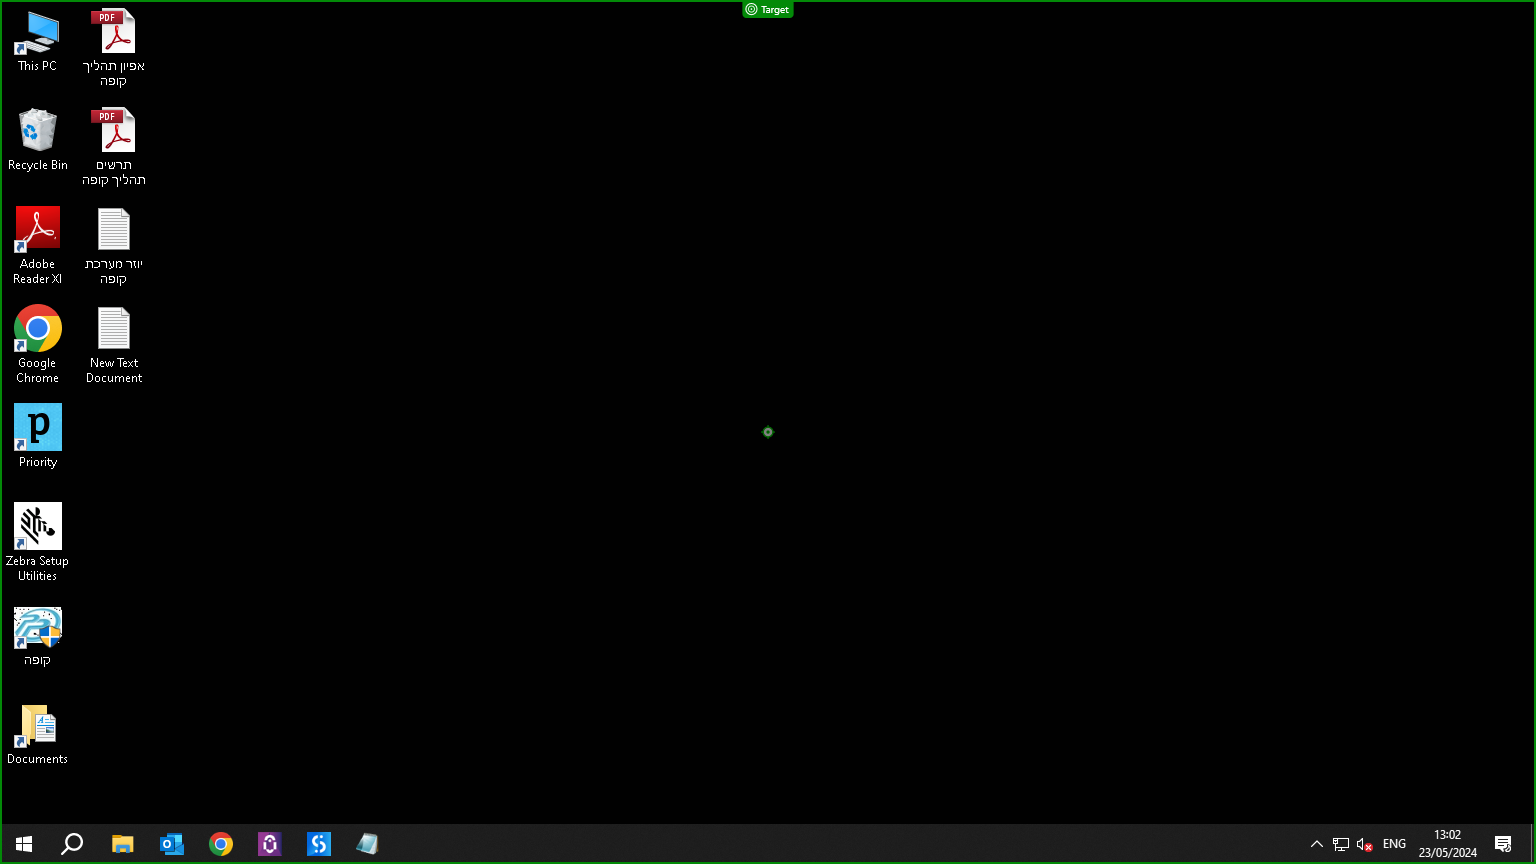 Target
This PC
Recycle Bin
Adobe
Reader XI
Google
Chrome
p
Priority
Zebra Setup
Utilities
קופה
Documents
PDF
אפיון תהליך
קופה
PDF
תרשים
תהליך קופה
יוזר מערכת
קופה
New Text
Document
ENG
13:02
23/05/2024